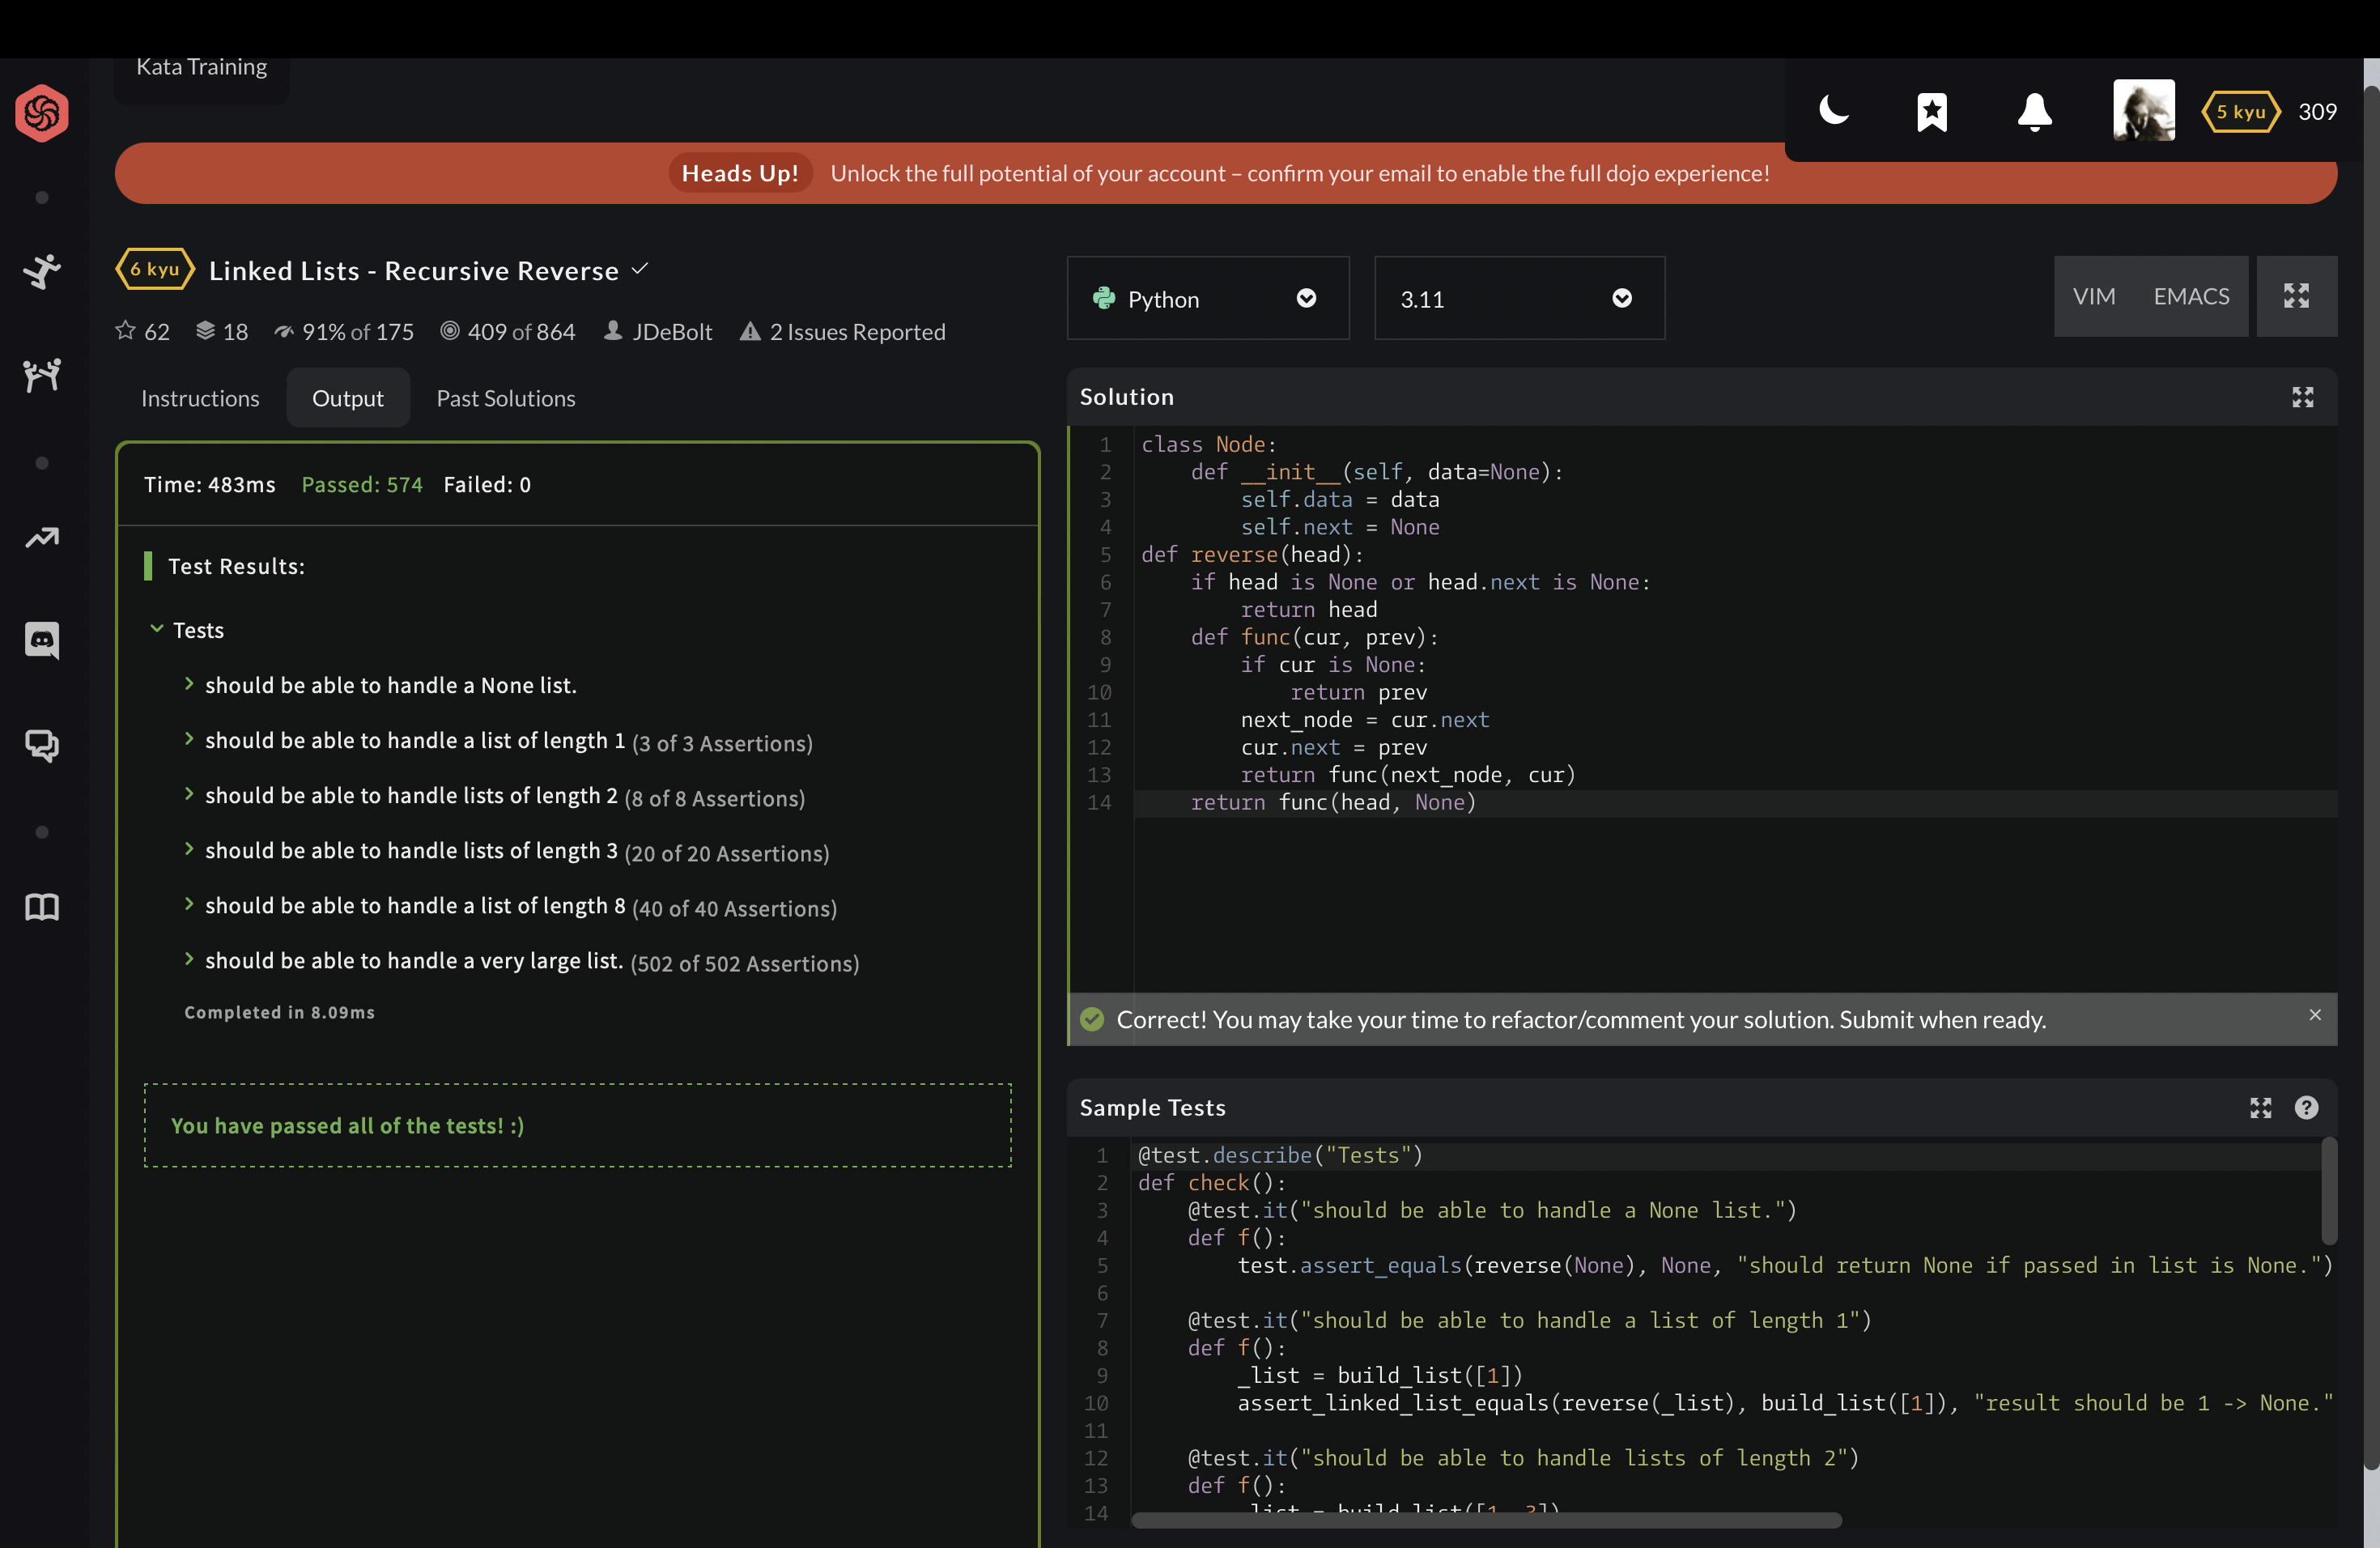 Kata Training
5 kyu 309
Heads Up! Unlock the full potential of your account – confirm your email to enable the full dojo experience!
6 kyu Linked Lists - Recursive Reverse
62 18 91% of 175 409 of 864 JDeBolt 2 Issues Reported
Instructions Output Past Solutions
Time: 483ms Passed: 574 Failed: 0
Test Results:
Tests
should be able to handle a None list.
should be able to handle a list of length 1 (3 of 3 Assertions)
should be able to handle lists of length 2 (8 of 8 Assertions)
should be able to handle lists of length 3 (20 of 20 Assertions)
should be able to handle a list of length 8 (40 of 40 Assertions)
should be able to handle a very large list. (502 of 502 Assertions)
Completed in 8.09ms
You have passed all of the tests! :)
Python 3.11 VIM EMACS
Solution
1 class Node:
2     def __init__(self, data=None):
3         self.data = data
4         self.next = None
5 def reverse(head):
6     if head is None or head.next is None:
7         return head
8     def func(cur, prev):
9         if cur is None:
10             return prev
11         next_node = cur.next
12         cur.next = prev
13         return func(next_node, cur)
14     return func(head, None)
Correct! You may take your time to refactor/comment your solution. Submit when ready.
Sample Tests
1 @test.describe("Tests")
2 def check():
3     @test.it("should be able to handle a None list.")
4     def f():
5         test.assert_equals(reverse(None), None, "should return None if passed in list is None.")
6
7     @test.it("should be able to handle a list of length 1")
8     def f():
9         _list = build_list([1])
10         assert_linked_list_equals(reverse(_list), build_list([1]), "result should be 1 -> None."
11
12     @test.it("should be able to handle lists of length 2")
13     def f():
14         _list = build_list([1, 3])